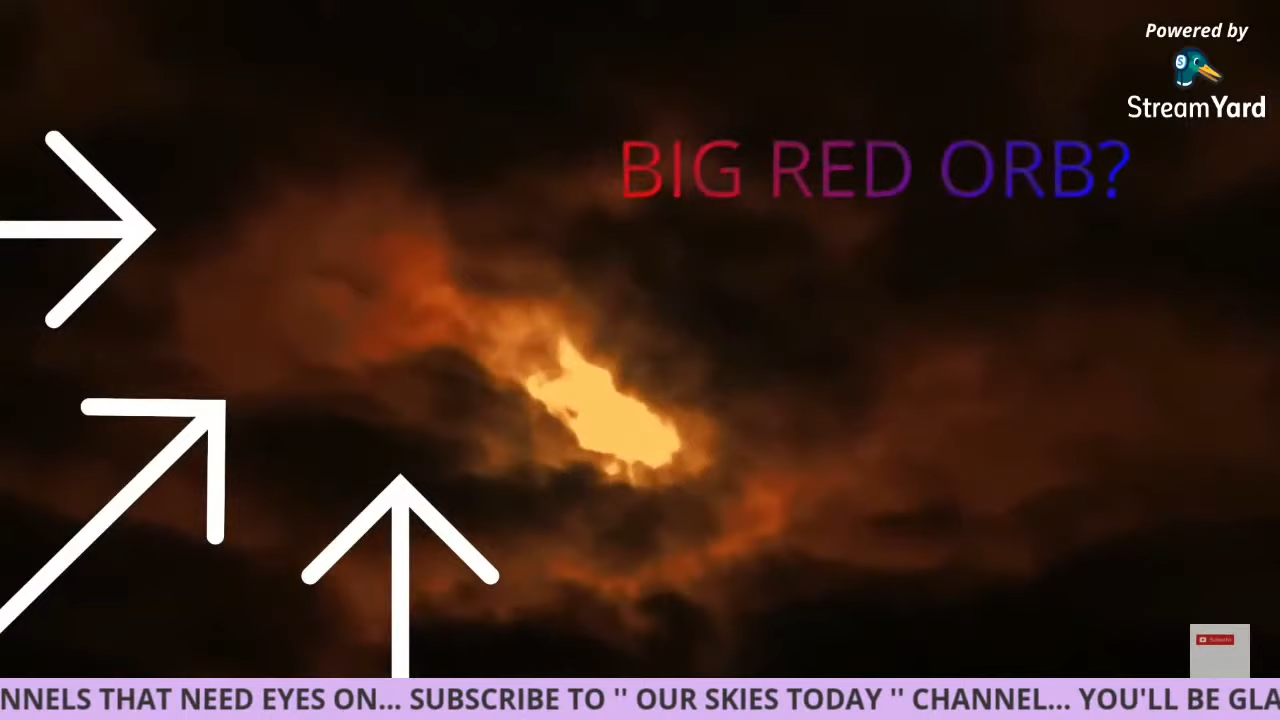 Powered by
StreamYard
BIG RED ORB?
Subscribe
NNELS THAT NEED EYES ON... SUBSCRIBE TO " OUR SKIES TODAY " CHANNEL... YOU'LL BE GLA